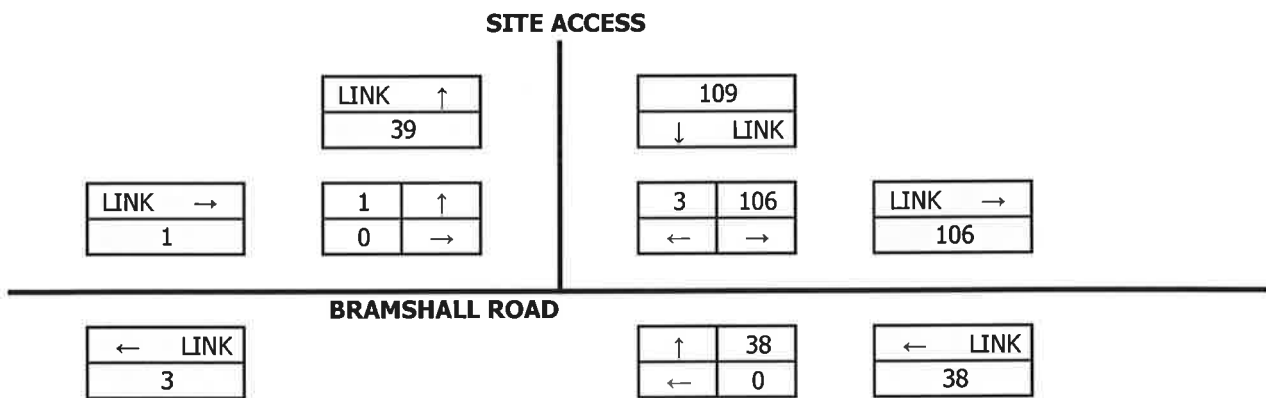 SITE ACCESS
LINK ↑
39
109
↓ LINK
LINK →
1
1 ↑
0 →
3 106
← →
LINK →
106
BRAMSHALL ROAD
← LINK
3
↑ 38
← 0
← LINK
38